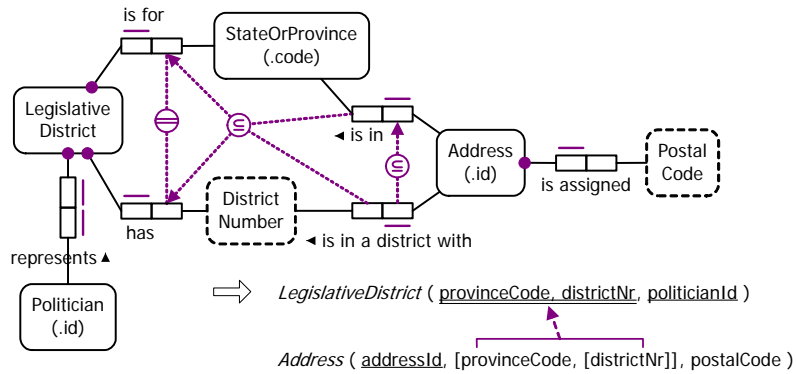 is for
StateOrProvince
(.code)
Legislative
District
◄ is in
Address
(.id)
is assigned
Postal
Code
District
Number
has
◄ is in a district with
represents ▲
Politician
(.id)
LegislativeDistrict ( provinceCode, districtNr, politicianId )
Address ( addressId, [provinceCode, [districtNr]], postalCode )